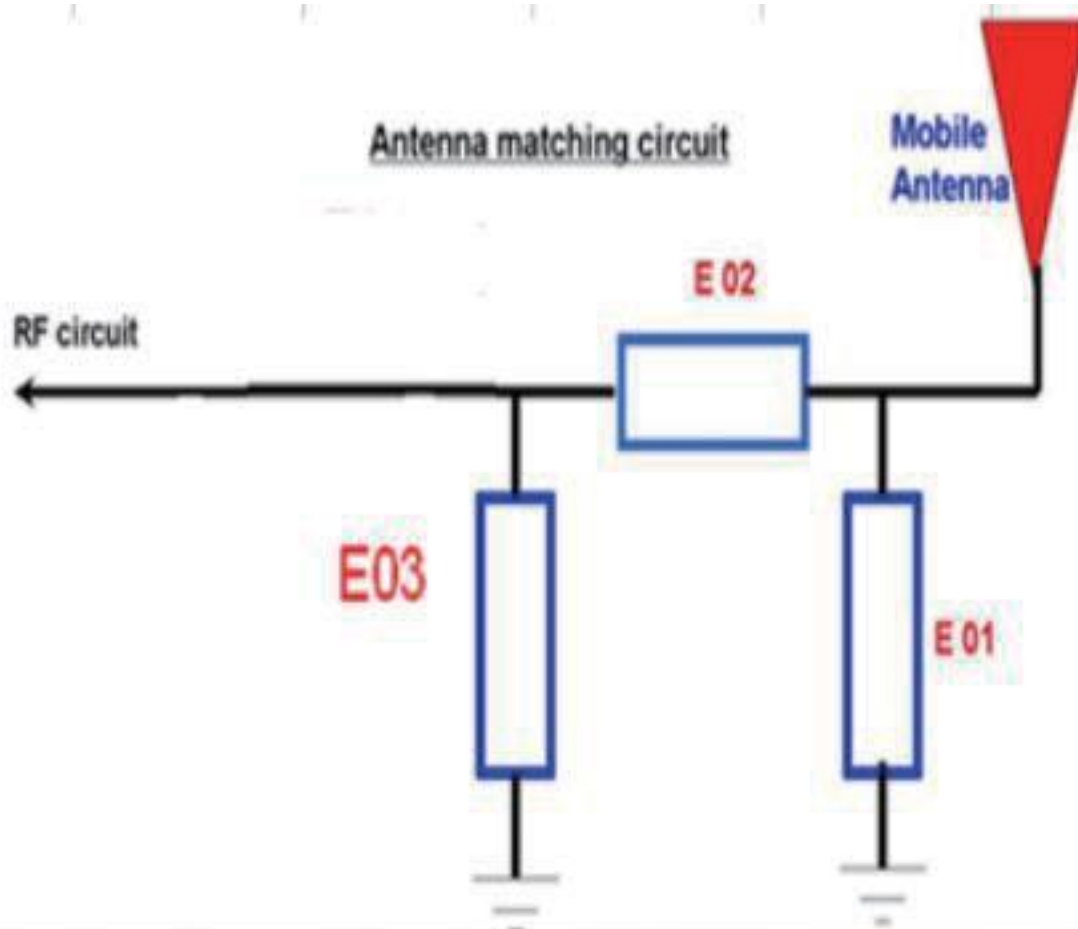 Antenna matching circuit
Mobile
Antenna
E 02
RF circuit
E03
E 01